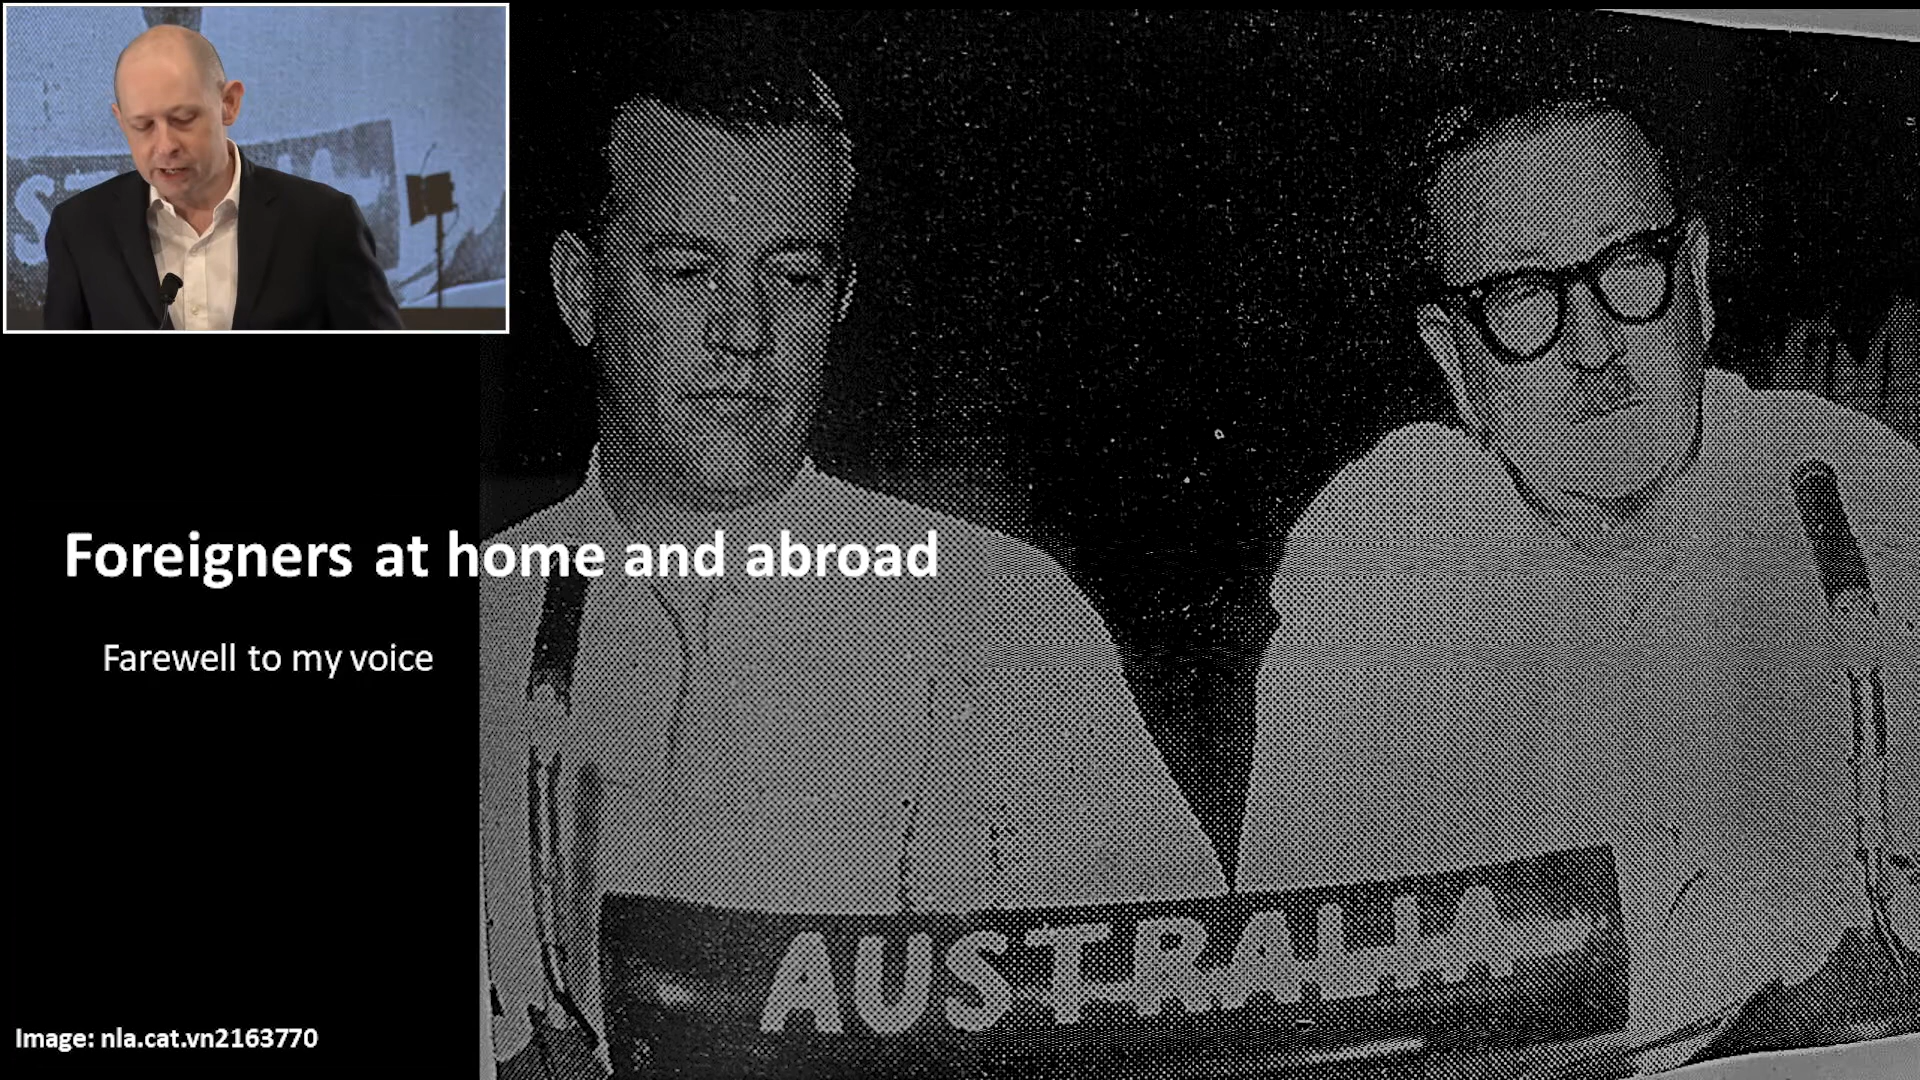 Foreigners at home and abroad
Farewell to my voice
AUSTRALIA
Image: nla.cat.vn2163770